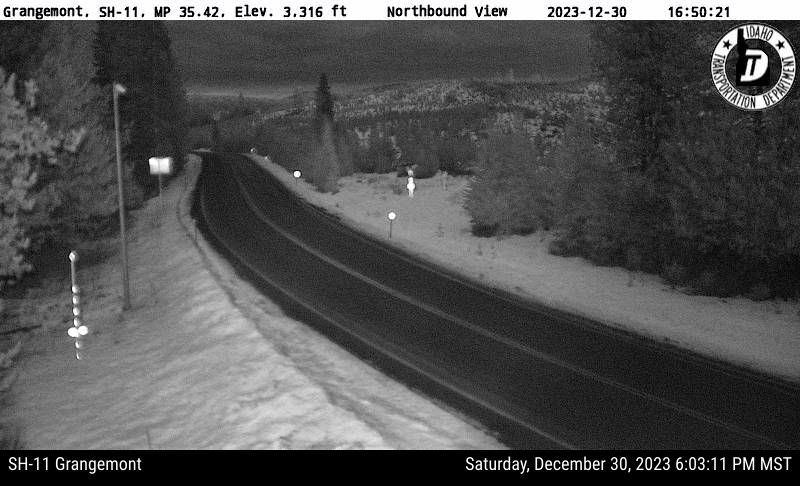 Grangemont, SH-11, MP 35.42, Elev. 3,316 ft Northbound View 2023-12-30 16:50:21
IDAHO
TRANSPORTATION DEPARTMENT
SH-11 Grangemont Saturday, December 30, 2023 6:03:11 PM MST